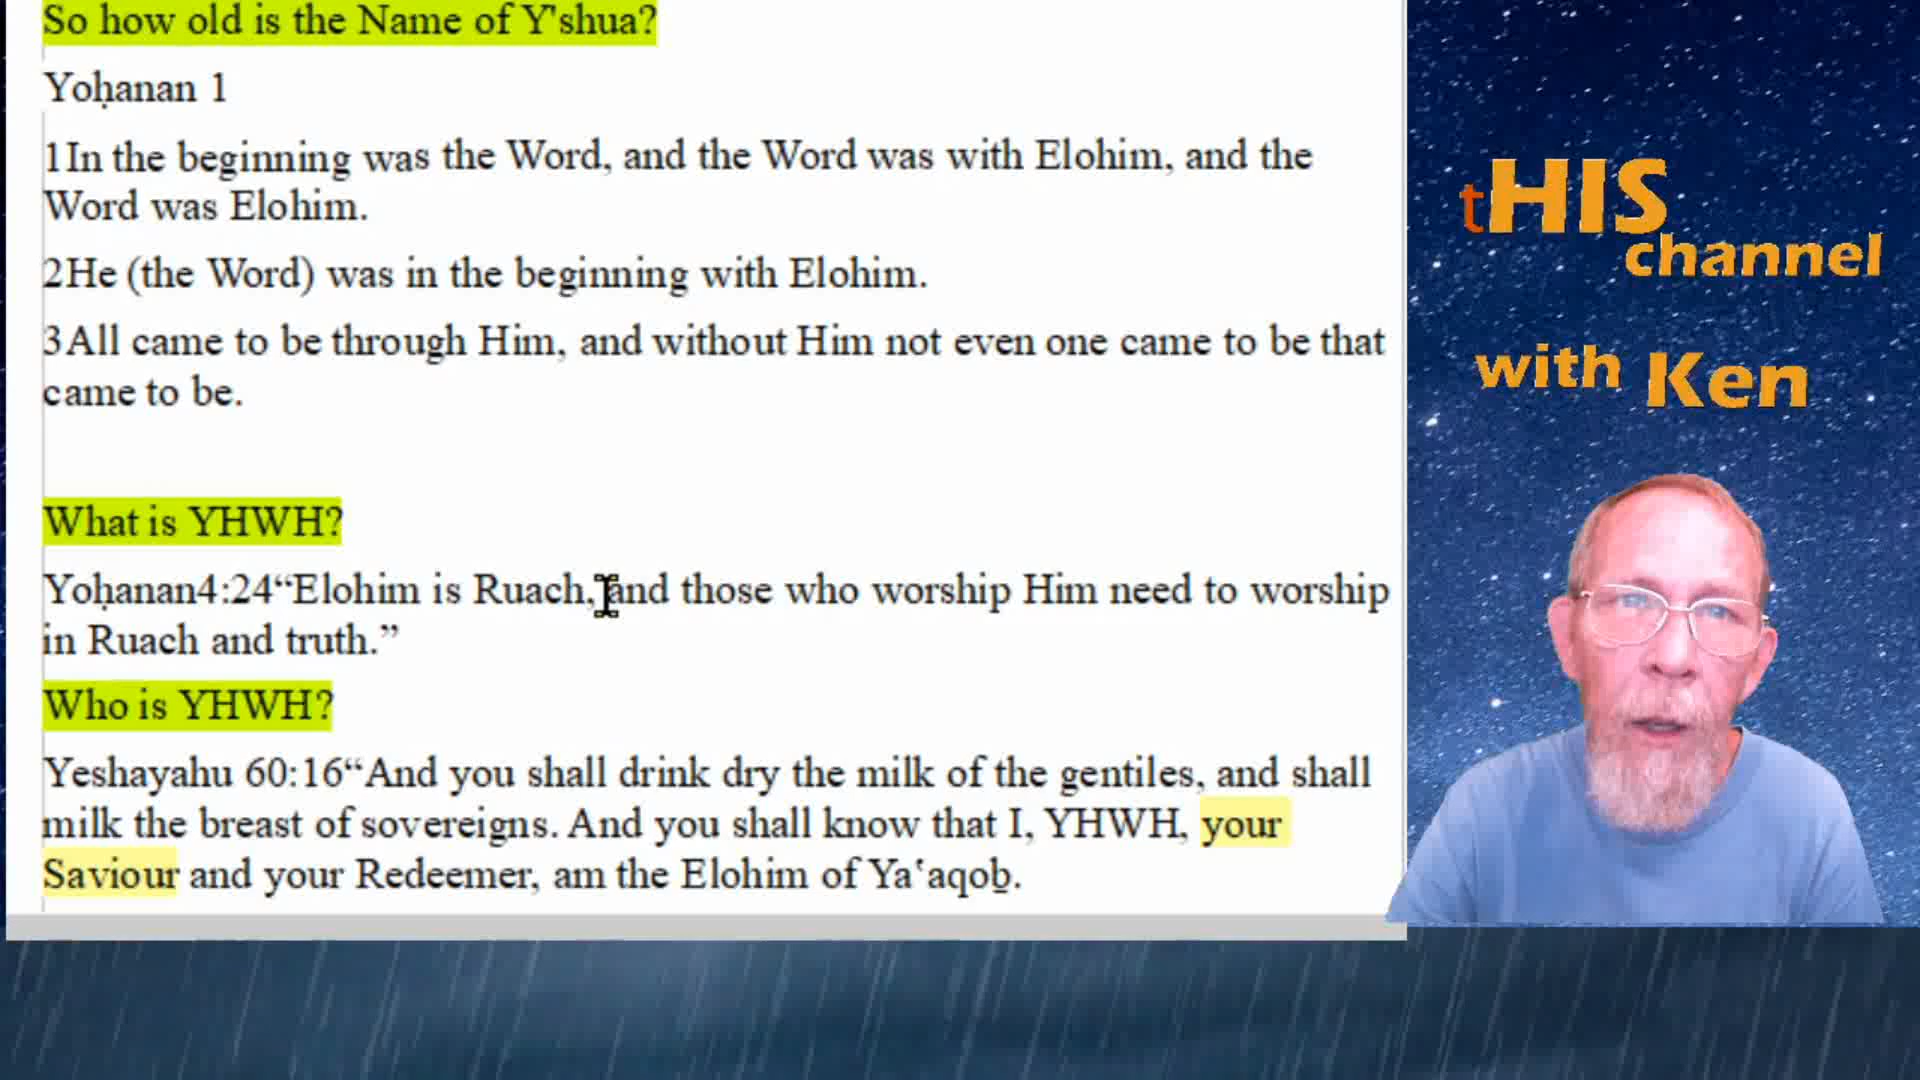 So how old is the Name of Y'shua?
Yoḥanan 1
1In the beginning was the Word, and the Word was with Elohim, and the
Word was Elohim.
2He (the Word) was in the beginning with Elohim.
3All came to be through Him, and without Him not even one came to be that
came to be.
What is YHWH?
Yoḥanan4:24“Elohim is Ruach, and those who worship Him need to worship
in Ruach and truth.”
Who is YHWH?
Yeshayahu 60:16“And you shall drink dry the milk of the gentiles, and shall
milk the breast of sovereigns. And you shall know that I, YHWH, your
Saviour and your Redeemer, am the Elohim of Ya‛aqoḇ.
tHIS
channel
with Ken